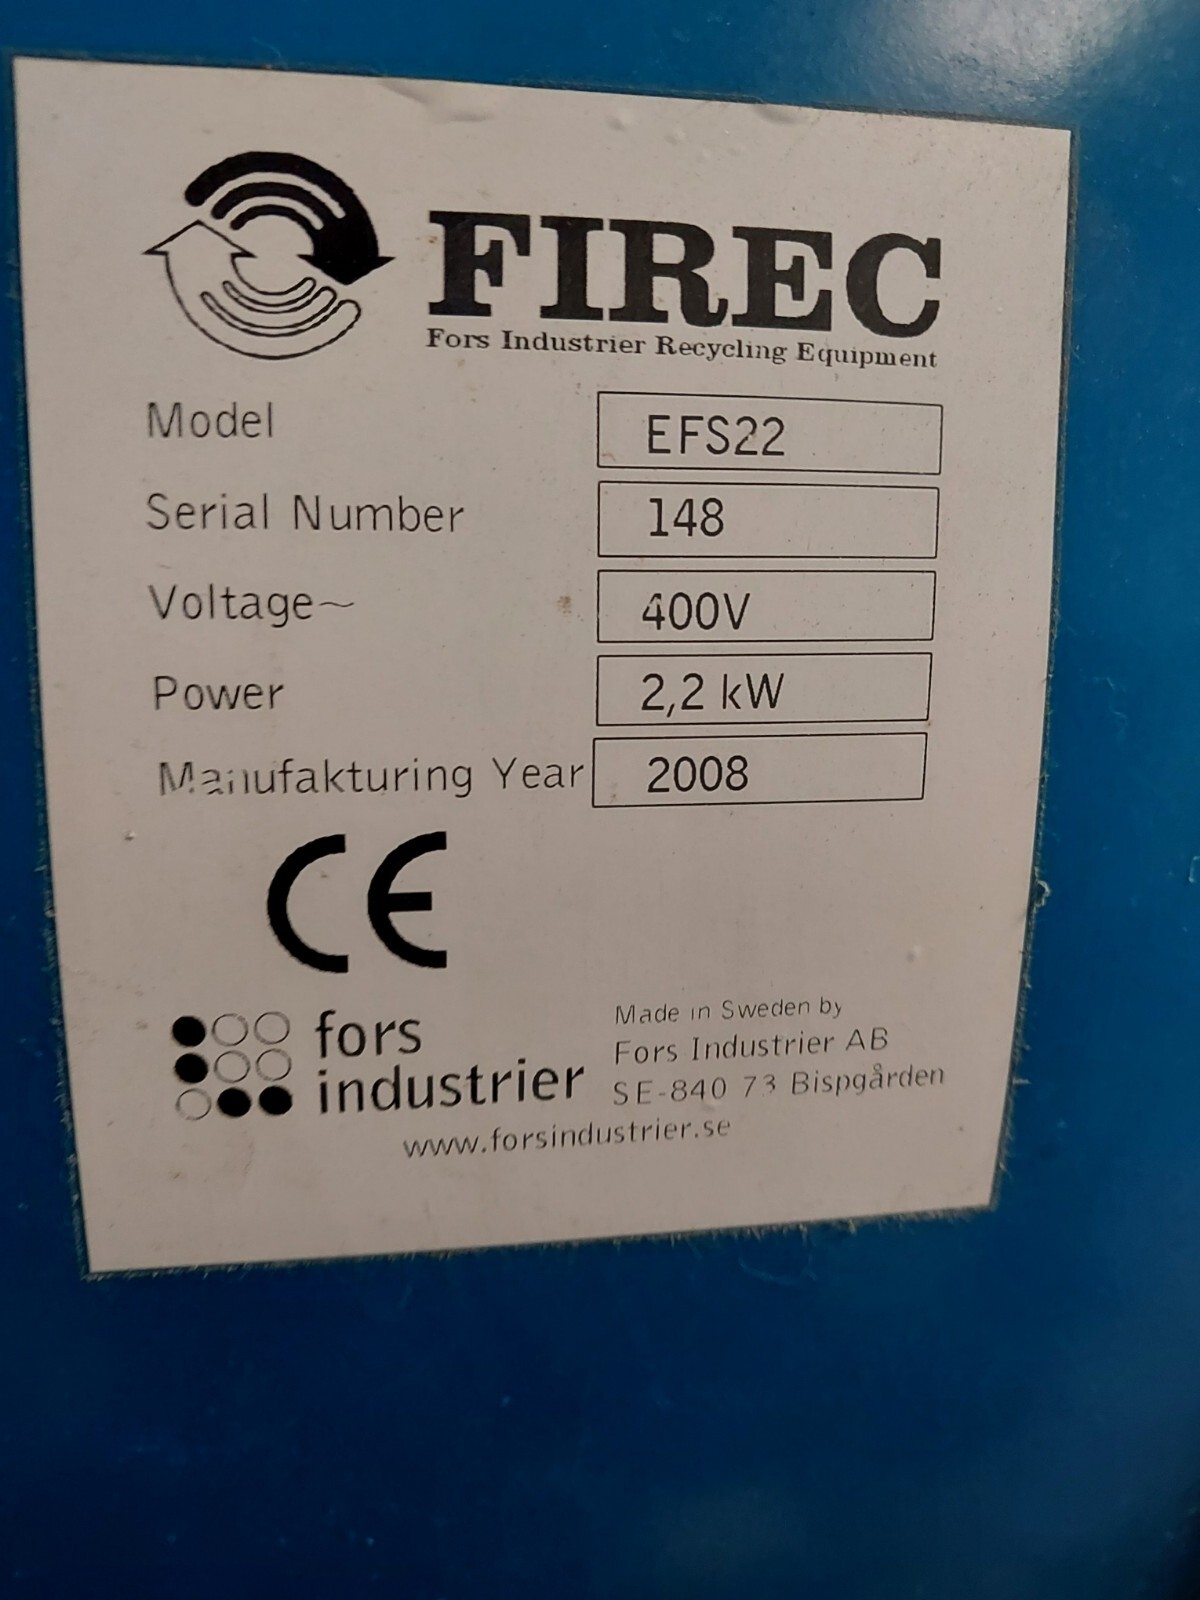 FIREC
Fors Industrier Recycling Equipment
Model EFS22
Serial Number 148
Voltage~ 400V
Power 2,2 kW
Manufakturing Year 2008
CE
fors
industrier
Made in Sweden by
Fors Industrier AB
SE-840 73 Bispgården
www.forsindustrier.se